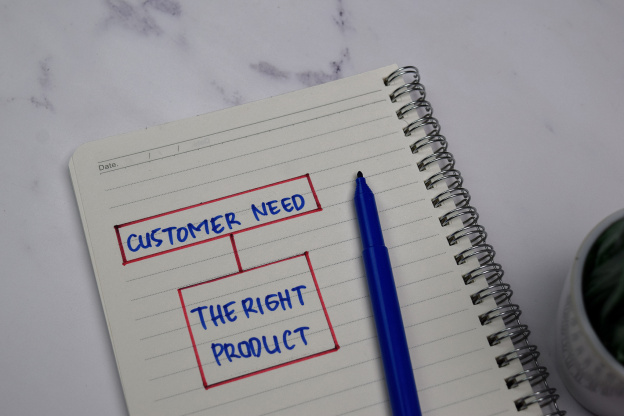 Date:     /     /
CUSTOMER NEED
THE RIGHT
PRODUCT